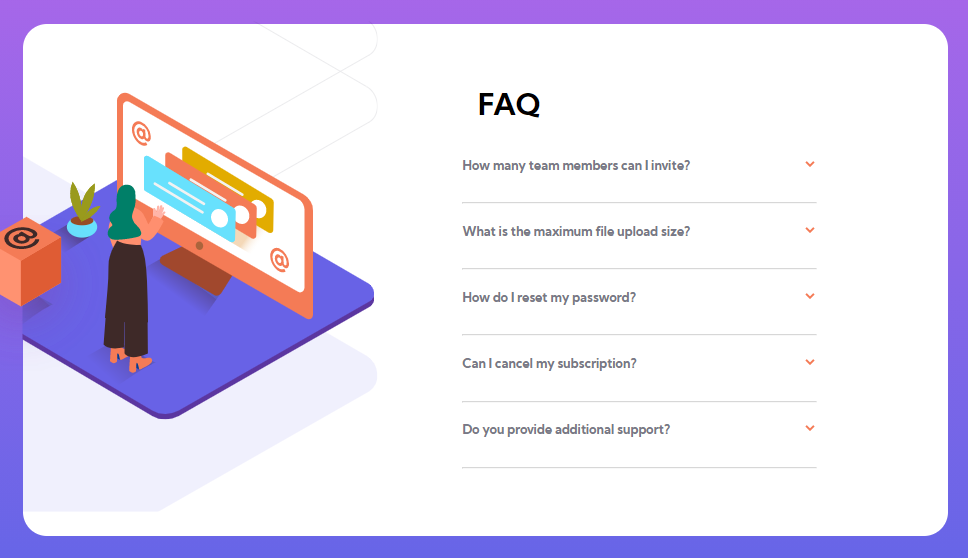 @
@
@
FAQ
How many team members can I invite?
What is the maximum file upload size?
How do I reset my password?
Can I cancel my subscription?
Do you provide additional support?